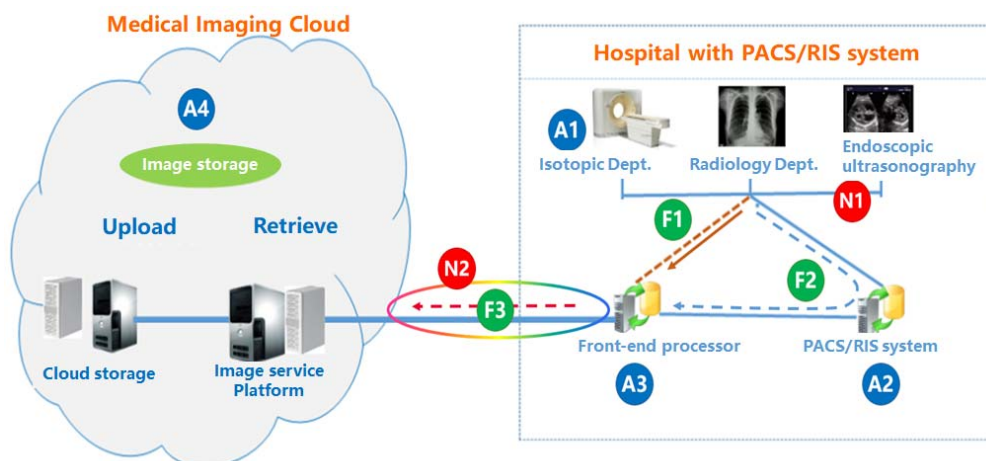 Medical Imaging Cloud
A4
Image storage
Upload
Retrieve
Cloud storage
Image service
Platform
N2
F3
Hospital with PACS/RIS system
A1
Isotopic Dept.
Radiology Dept.
Endoscopic
ultrasonography
N1
F1
F2
Front-end processor
PACS/RIS system
A3
A2